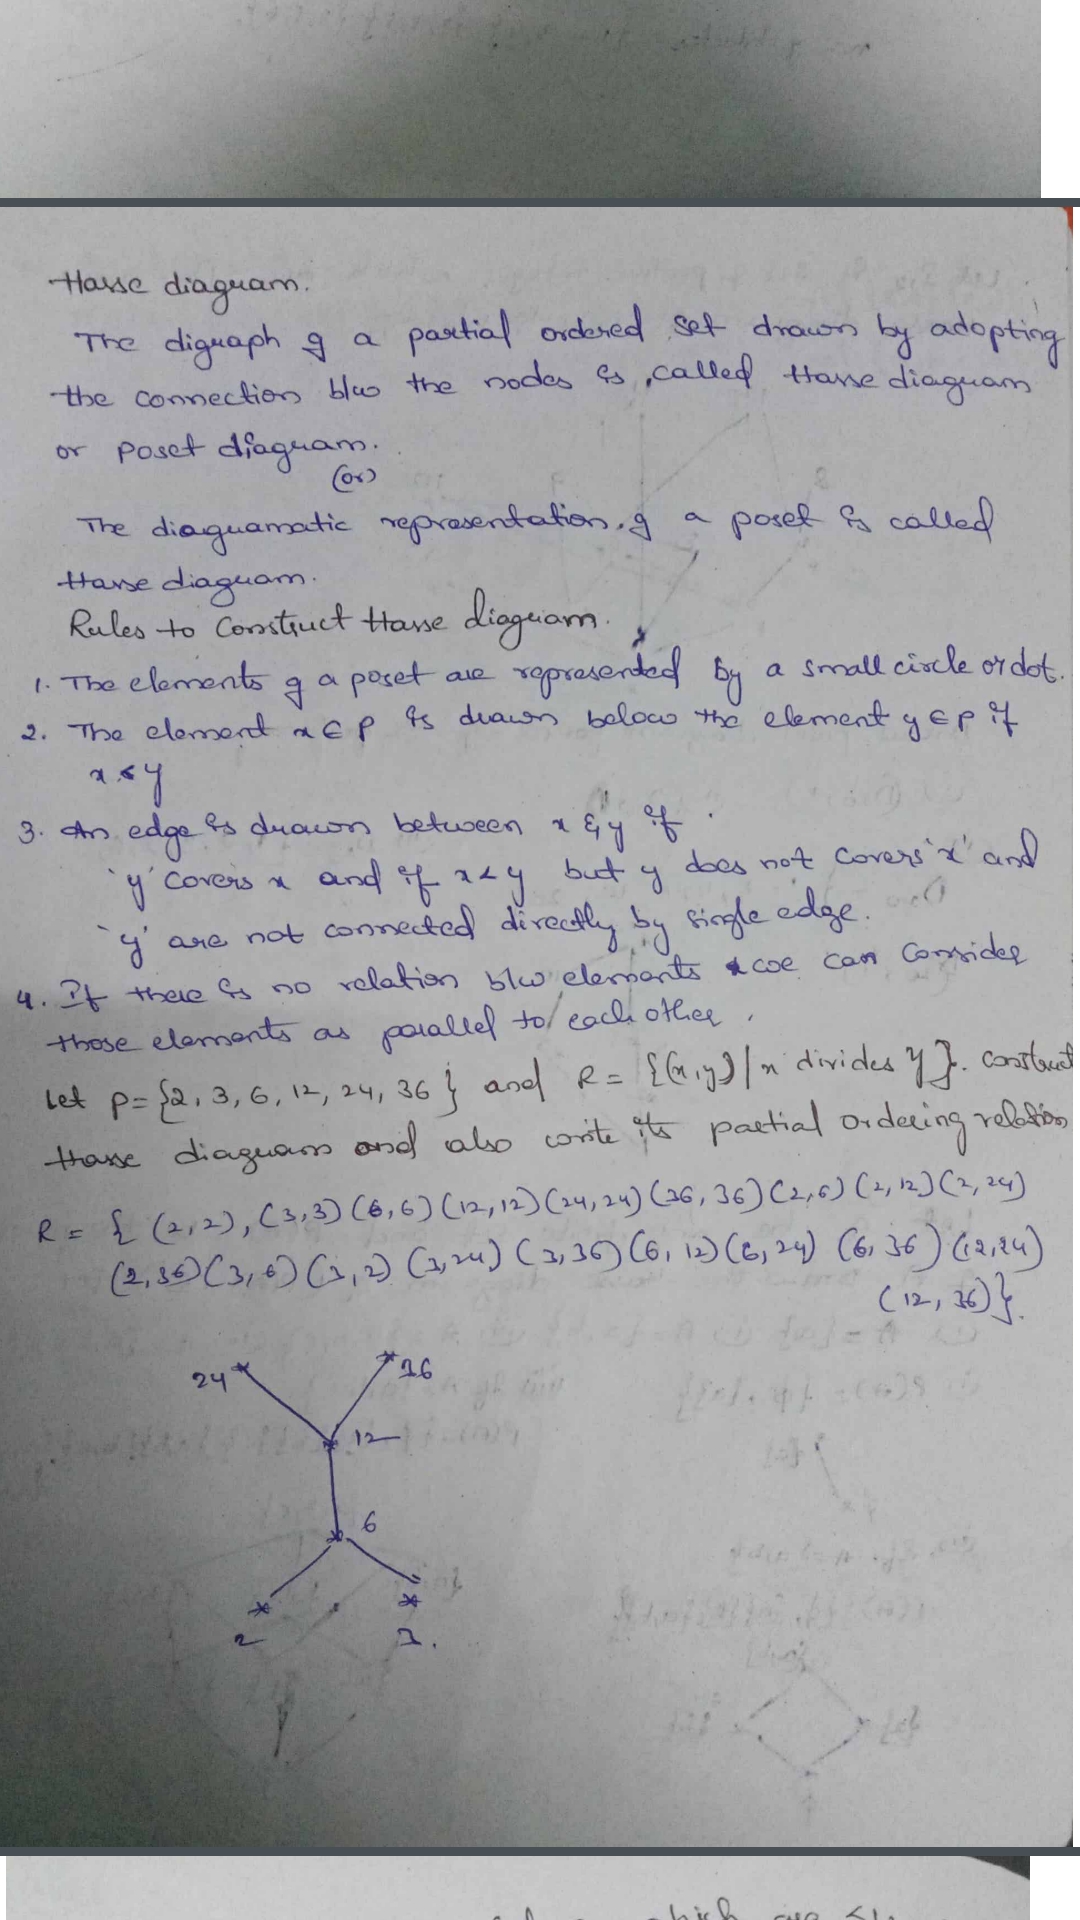 Hasse diagram.
The digraph of a partial ordered set drawn by adopting
the connection b/w the nodes is called Hasse diagram
or poset diagram.
(or)
The diagramatic representation of a poset is called
Hasse diagram.
Rules to construct Hasse diagram.
1. The elements of a poset are represented by a small circle or dot.
2. The element x ∈ P is drawn below the element y ∈ P if
x ≤ y
3. An edge is drawn between x & y if
'y' covers x and if x < y but y does not covers 'x' and
'y' are not connected directly by single edge.
4. If there is no relation b/w elements we can consider
those elements as parallel to each other.
Let P = {2, 3, 6, 12, 24, 36} and R = {(x, y) | x divides y}. construct
Hasse diagram and also write its partial ordering relation
R = { (2,2), (3,3) (6,6) (12,12) (24,24) (36,36) (2,6) (2,12) (2,24)
(2,36) (3,6) (3,2) (3,24) (3,36) (6,12) (6,24) (6,36) (12,24)
(12,36)}.
24 36
12
6
2 3.
which are